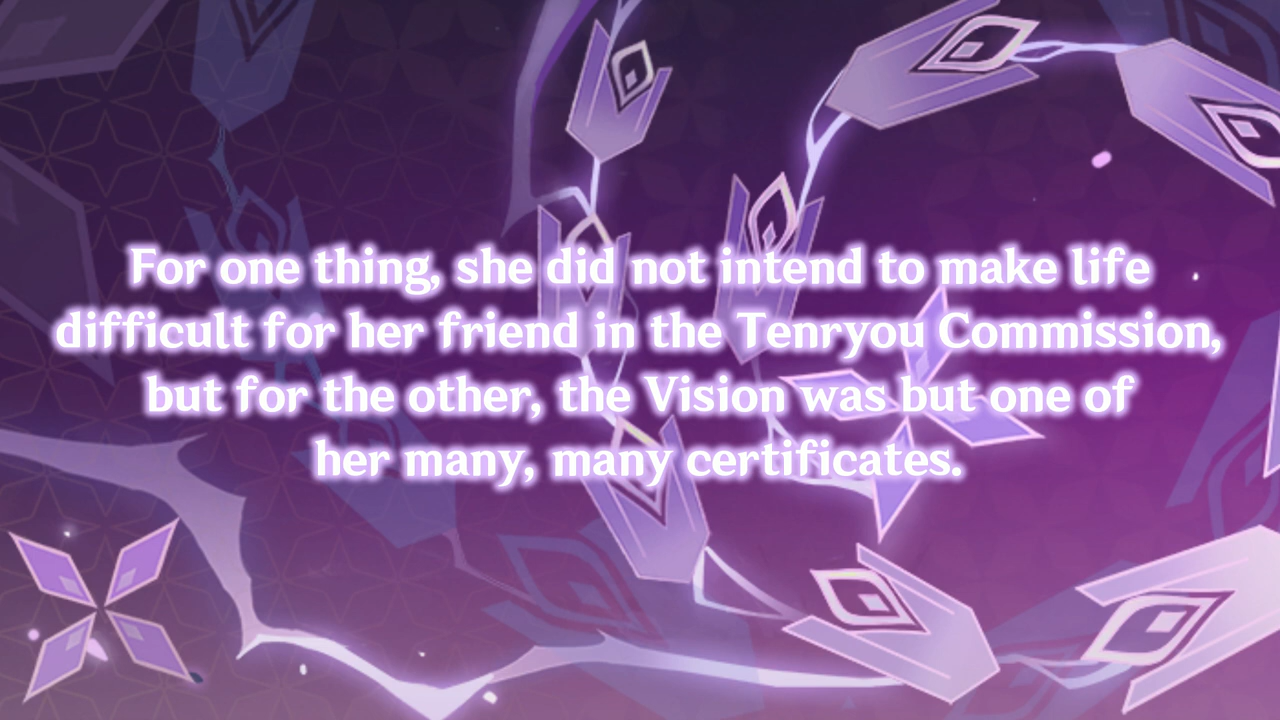 For one thing, she did not intend to make life
difficult for her friend in the Tenryou Commission,
but for the other, the Vision was but one of
her many, many certificates.